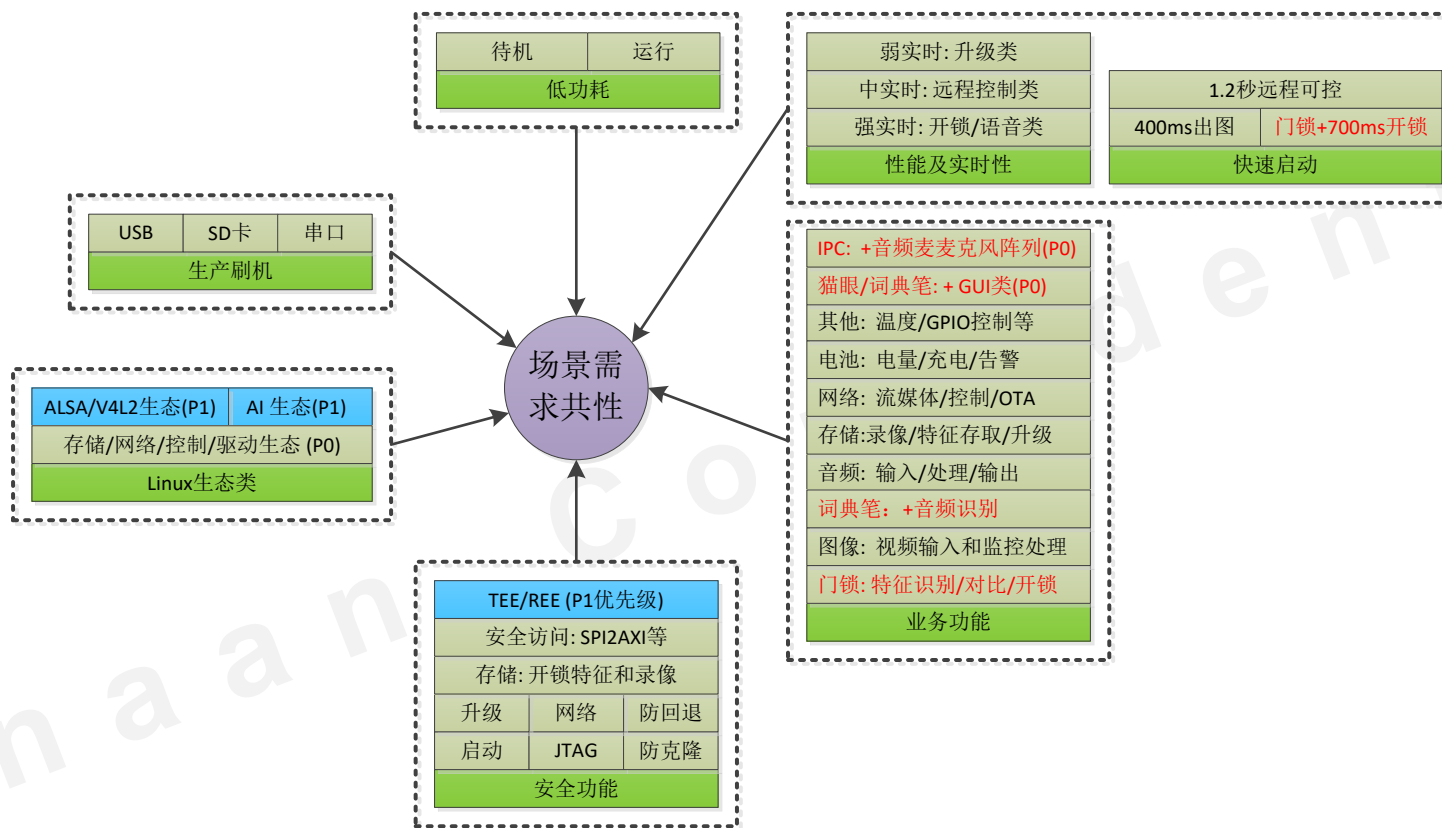 待机 运行
低功耗
弱实时: 升级类
中实时: 远程控制类
强实时: 开锁/语音类
性能及实时性
1.2秒远程可控
400ms出图 门锁+700ms开锁
快速启动
USB SD卡 串口
生产刷机
场景需
求共性
ALSA/V4L2生态(P1) AI 生态(P1)
存储/网络/控制/驱动生态 (P0)
Linux生态类
IPC: +音频麦麦克风阵列(P0)
猫眼/词典笔: + GUI类(P0)
其他: 温度/GPIO控制等
电池: 电量/充电/告警
网络: 流媒体/控制/OTA
存储:录像/特征存取/升级
音频: 输入/处理/输出
词典笔：+音频识别
图像: 视频输入和监控处理
门锁: 特征识别/对比/开锁
业务功能
TEE/REE (P1优先级)
安全访问: SPI2AXI等
存储: 开锁特征和录像
升级 网络 防回退
启动 JTAG 防克隆
安全功能